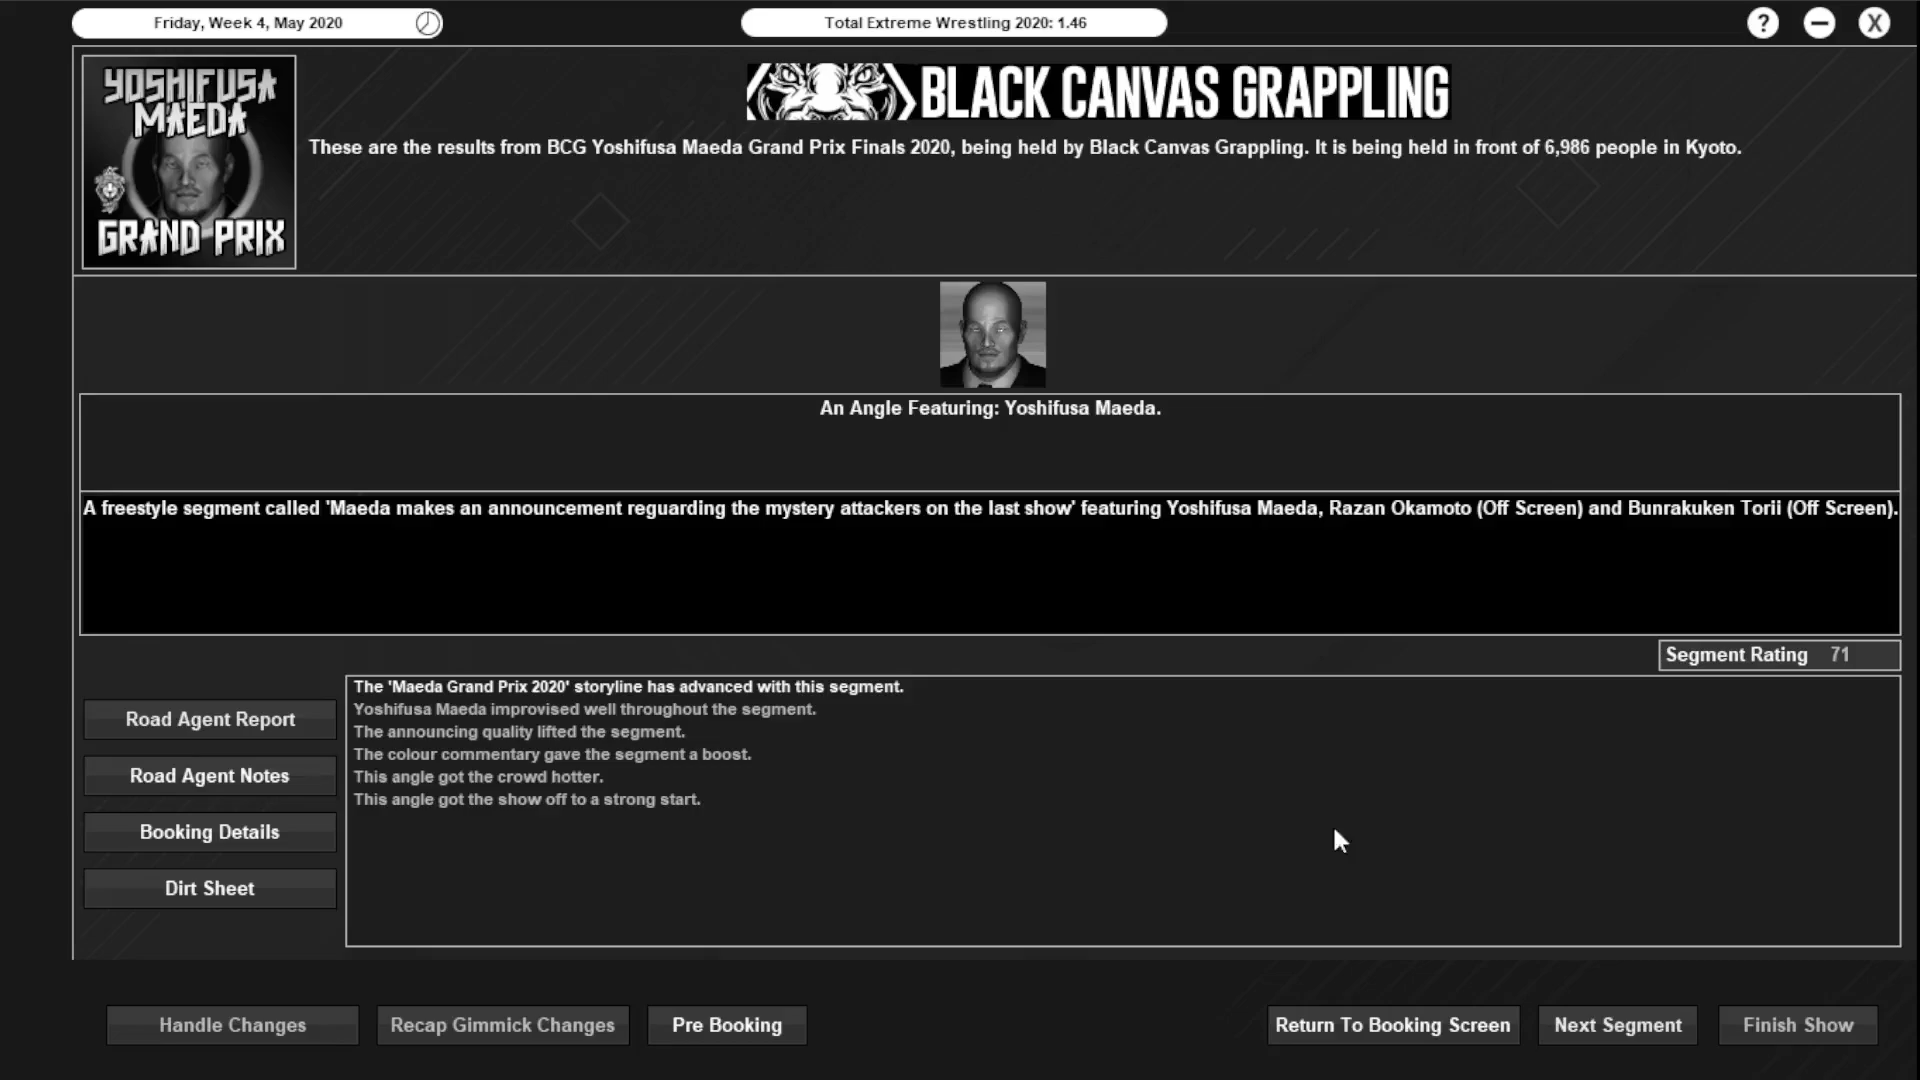 Friday, Week 4, May 2020
Total Extreme Wrestling 2020: 1.46
?
X
YOSHIFUSA
MAEDA
GRAND PRIX
BLACK CANVAS GRAPPLING
These are the results from BCG Yoshifusa Maeda Grand Prix Finals 2020, being held by Black Canvas Grappling. It is being held in front of 6,986 people in Kyoto.
An Angle Featuring: Yoshifusa Maeda.
A freestyle segment called 'Maeda makes an announcement reguarding the mystery attackers on the last show' featuring Yoshifusa Maeda, Razan Okamoto (Off Screen) and Bunrakuken Torii (Off Screen).
Segment Rating 71
The 'Maeda Grand Prix 2020' storyline has advanced with this segment.
Yoshifusa Maeda improvised well throughout the segment.
The announcing quality lifted the segment.
The colour commentary gave the segment a boost.
This angle got the crowd hotter.
This angle got the show off to a strong start.
Road Agent Report
Road Agent Notes
Booking Details
Dirt Sheet
Handle Changes
Recap Gimmick Changes
Pre Booking
Return To Booking Screen
Next Segment
Finish Show